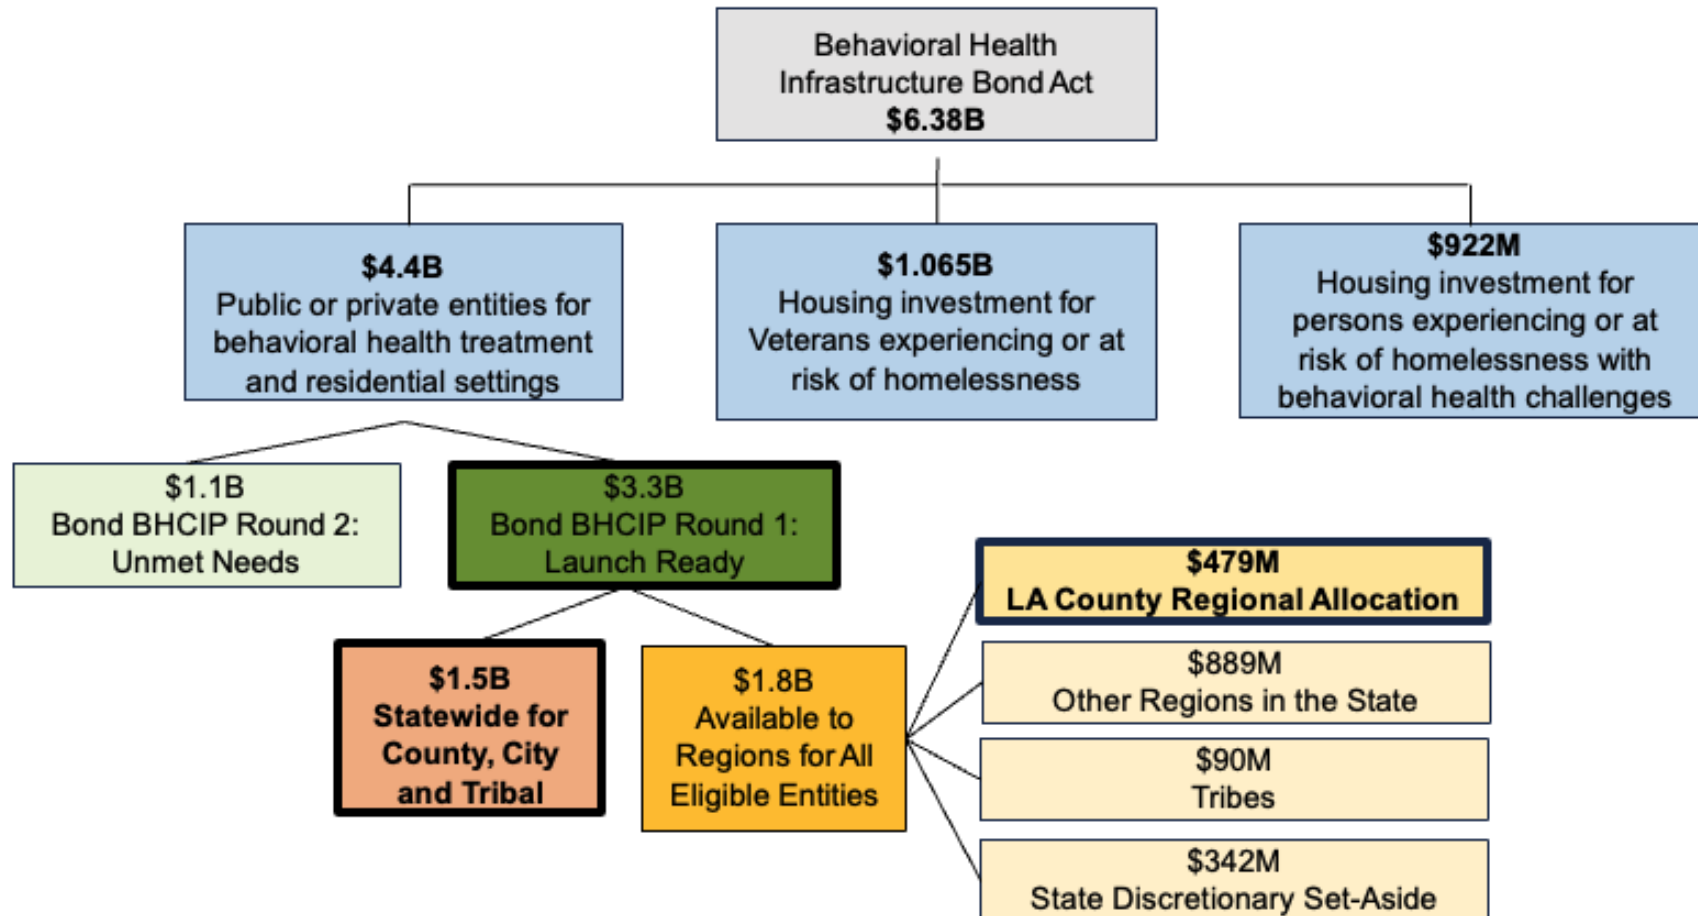 Behavioral Health
Infrastructure Bond Act
$6.38B
$4.4B
Public or private entities for
behavioral health treatment
and residential settings
$1.065B
Housing investment for
Veterans experiencing or at
risk of homelessness
$922M
Housing investment for
persons experiencing or at
risk of homelessness with
behavioral health challenges
$1.1B
Bond BHCIP Round 2:
Unmet Needs
$3.3B
Bond BHCIP Round 1:
Launch Ready
$1.5B
Statewide for
County, City
and Tribal
$1.8B
Available to
Regions for All
Eligible Entities
$479M
LA County Regional Allocation
$889M
Other Regions in the State
$90M
Tribes
$342M
State Discretionary Set-Aside